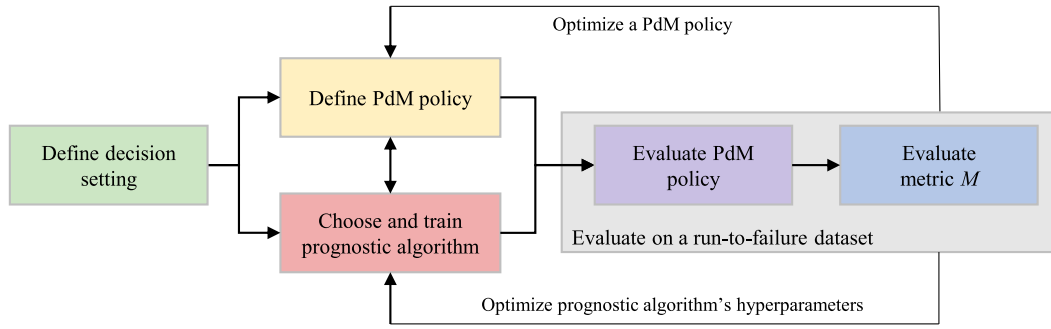 Optimize a PdM policy
Define PdM policy
Define decision
setting
Evaluate PdM
policy
Evaluate
metric M
Choose and train
prognostic algorithm
Evaluate on a run-to-failure dataset
Optimize prognostic algorithm's hyperparameters